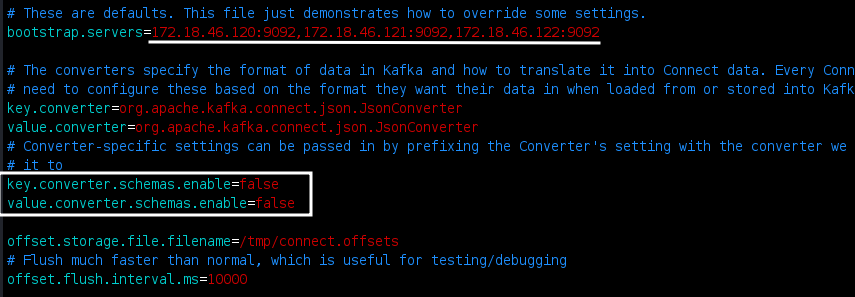 # These are defaults. This file just demonstrates how to override some settings.
bootstrap.servers=172.18.46.120:9092,172.18.46.121:9092,172.18.46.122:9092
# The converters specify the format of data in Kafka and how to translate it into Connect data. Every Conn
# need to configure these based on the format they want their data in when loaded from or stored into Kafk
key.converter=org.apache.kafka.connect.json.JsonConverter
value.converter=org.apache.kafka.connect.json.JsonConverter
# Converter-specific settings can be passed in by prefixing the Converter's setting with the converter we
# it to
key.converter.schemas.enable=false
value.converter.schemas.enable=false
offset.storage.file.filename=/tmp/connect.offsets
# Flush much faster than normal, which is useful for testing/debugging
offset.flush.interval.ms=10000